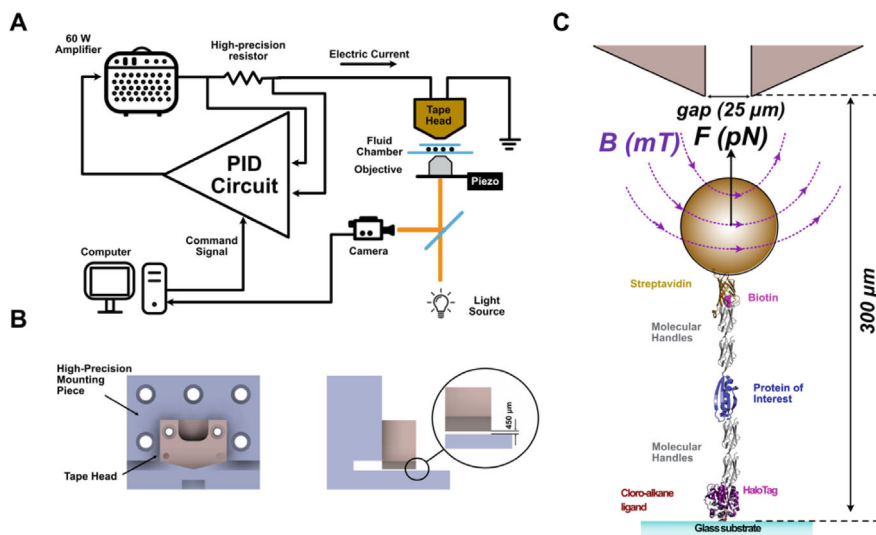 A
60 W
Amplifier
High-precision
resistor
Electric Current
Tape
Head
Fluid
Chamber
Objective
Piezo
PID
Circuit
Command
Signal
Computer
Camera
Light
Source
B
High-Precision
Mounting
Piece
Tape Head
450 µm
C
gap (25 µm)
B (mT)
F (pN)
300 µm
Streptavidin
Biotin
Molecular
Handles
Protein of
Interest
Molecular
Handles
Cloro-alkane
ligand
HaloTag
Glass substrate